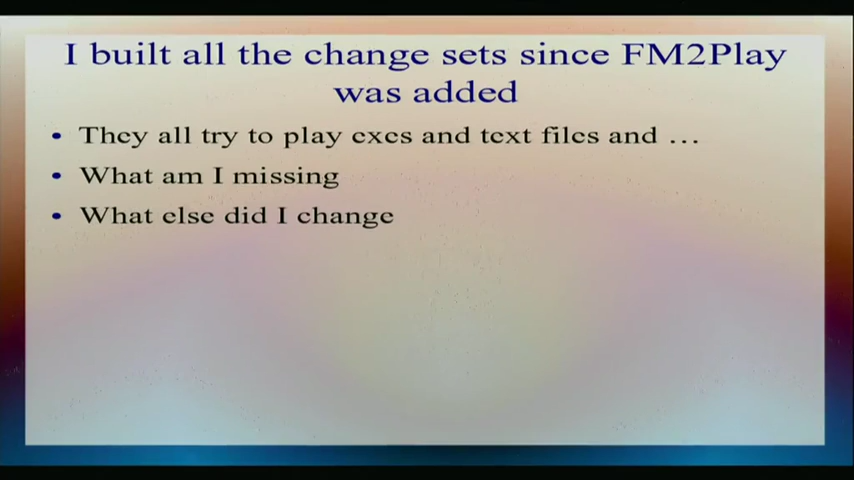 I built all the change sets since FM2Play
was added
• They all try to play exes and text files and …
• What am I missing
• What else did I change